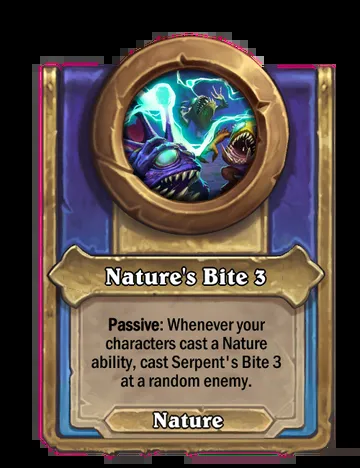 Nature's Bite 3
Passive: Whenever your
characters cast a Nature
ability, cast Serpent's Bite 3
at a random enemy.
Nature